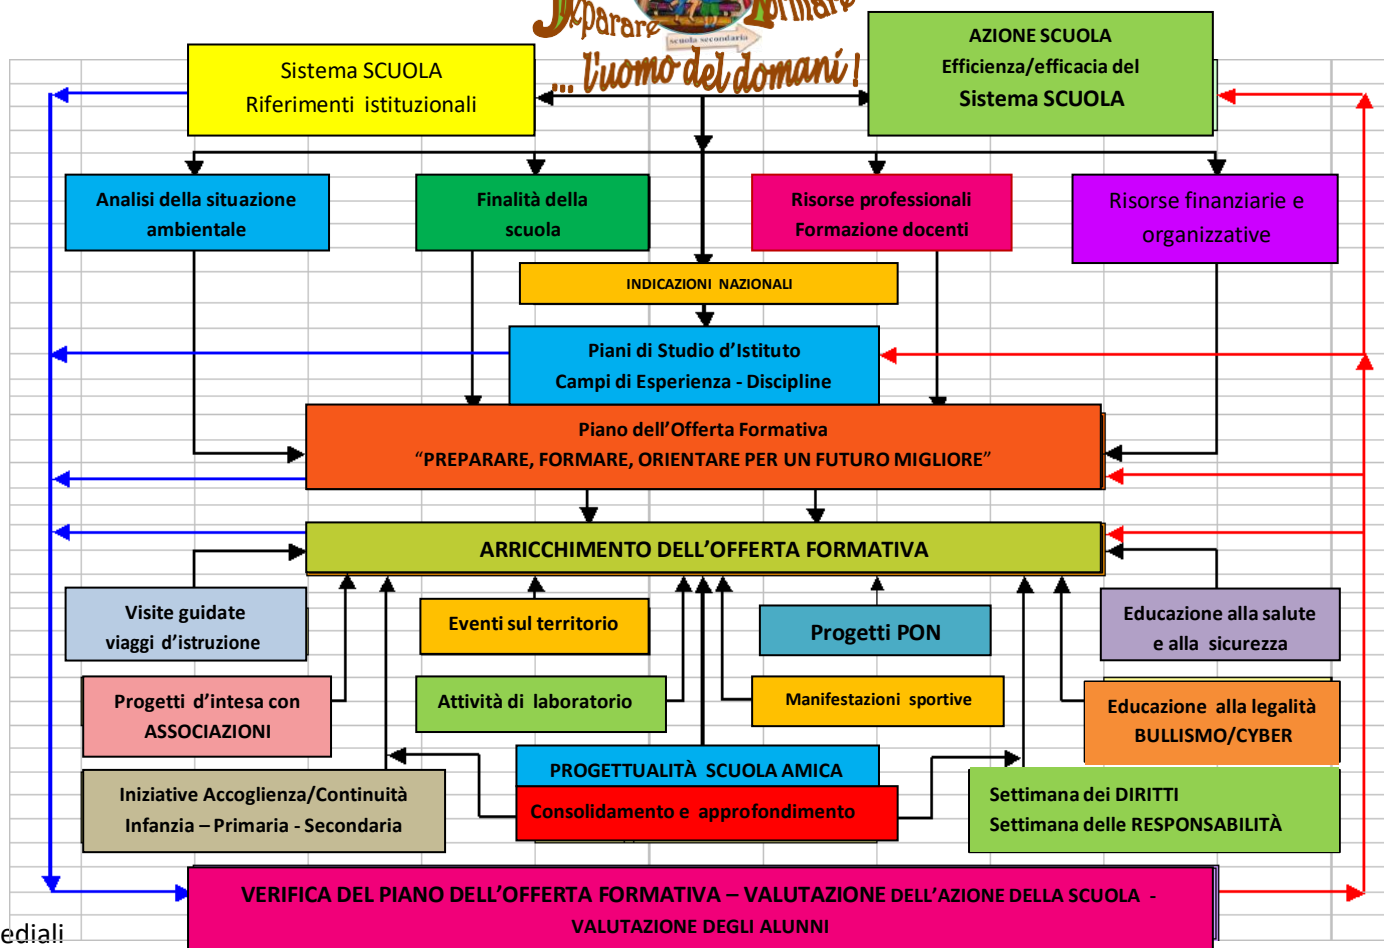 Preparare Formare
scuola secondaria
... l'uomo del domani !
Sistema SCUOLA
Riferimenti istituzionali
AZIONE SCUOLA
Efficienza/efficacia del
Sistema SCUOLA
Analisi della situazione
ambientale
Finalità della
scuola
Risorse professionali
Formazione docenti
Risorse finanziarie e
organizzative
INDICAZIONI NAZIONALI
Piani di Studio d’Istituto
Campi di Esperienza - Discipline
Piano dell’Offerta Formativa
“PREPARARE, FORMARE, ORIENTARE PER UN FUTURO MIGLIORE”
ARRICCHIMENTO DELL’OFFERTA FORMATIVA
Visite guidate
viaggi d’istruzione
Eventi sul territorio
Progetti PON
Educazione alla salute
e alla sicurezza
Progetti d’intesa con
ASSOCIAZIONI
Attività di laboratorio
Manifestazioni sportive
Educazione alla legalità
BULLISMO/CYBER
PROGETTUALITÀ SCUOLA AMICA
Consolidamento e approfondimento
Iniziative Accoglienza/Continuità
Infanzia – Primaria - Secondaria
Settimana dei DIRITTI
Settimana delle RESPONSABILITÀ
VERIFICA DEL PIANO DELL’OFFERTA FORMATIVA – VALUTAZIONE DELL’AZIONE DELLA SCUOLA -
VALUTAZIONE DEGLI ALUNNI
ediali